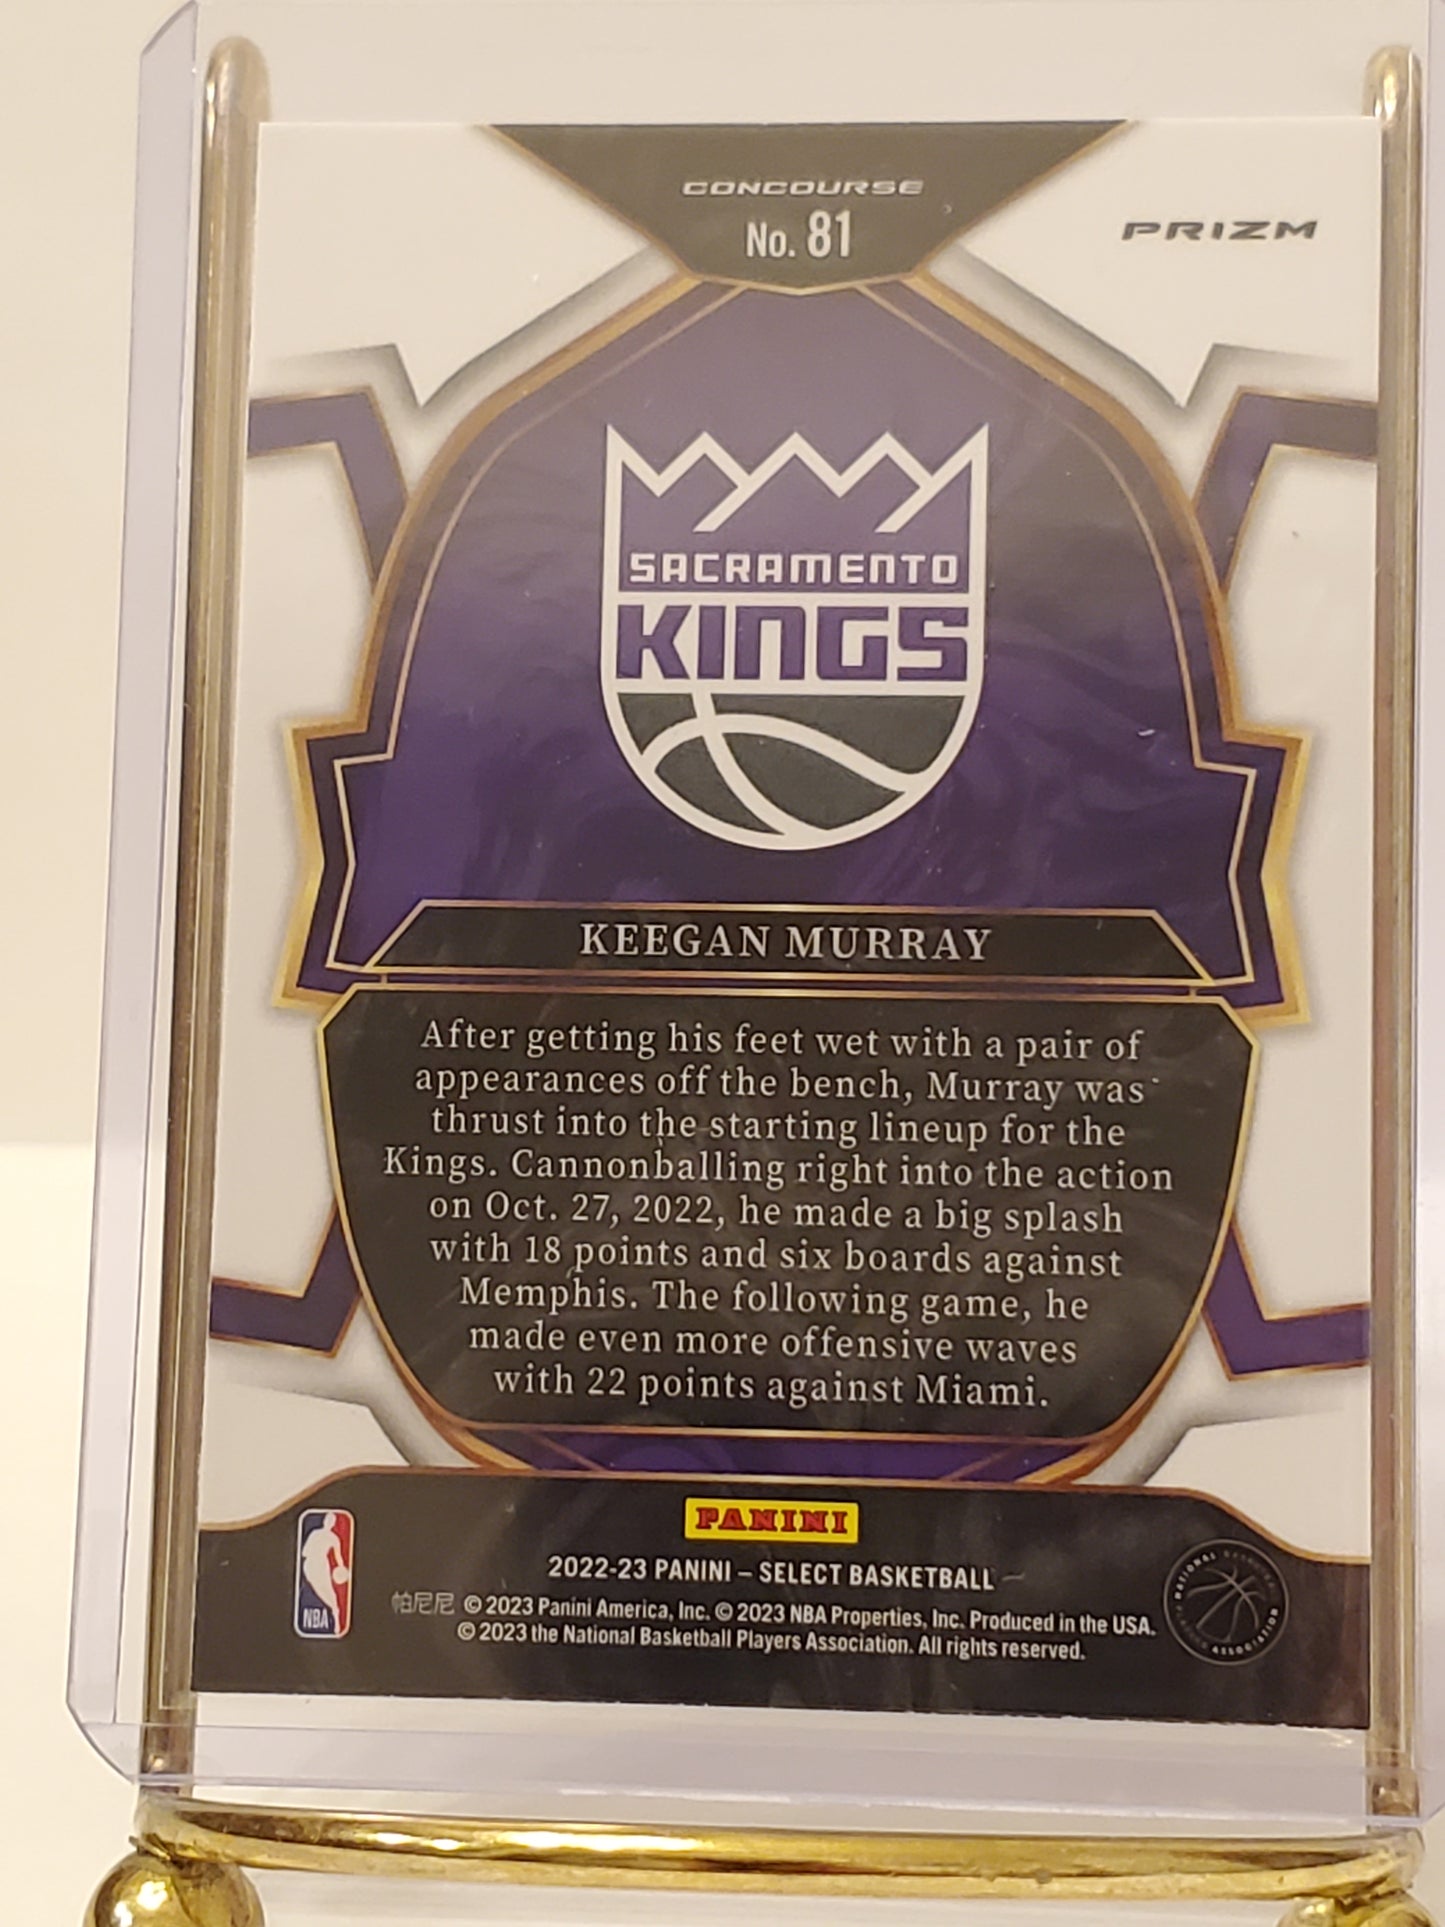 CONCOURSE
No. 81
PRIZM
SACRAMENTO
KINGS
KEEGAN MURRAY
After getting his feet wet with a pair of
appearances off the bench, Murray was
thrust into the starting lineup for the
Kings. Cannonballing right into the action
on Oct. 27, 2022, he made a big splash
with 18 points and six boards against
Memphis. The following game, he
made even more offensive waves
with 22 points against Miami.
PANINI
2022-23 PANINI – SELECT BASKETBALL
帕尼尼 © 2023 Panini America, Inc. © 2023 NBA Properties, Inc. Produced in the USA.
© 2023 the National Basketball Players Association. All rights reserved.
NBA
NATIONAL BASKETBALL PLAYERS ASSOCIATION